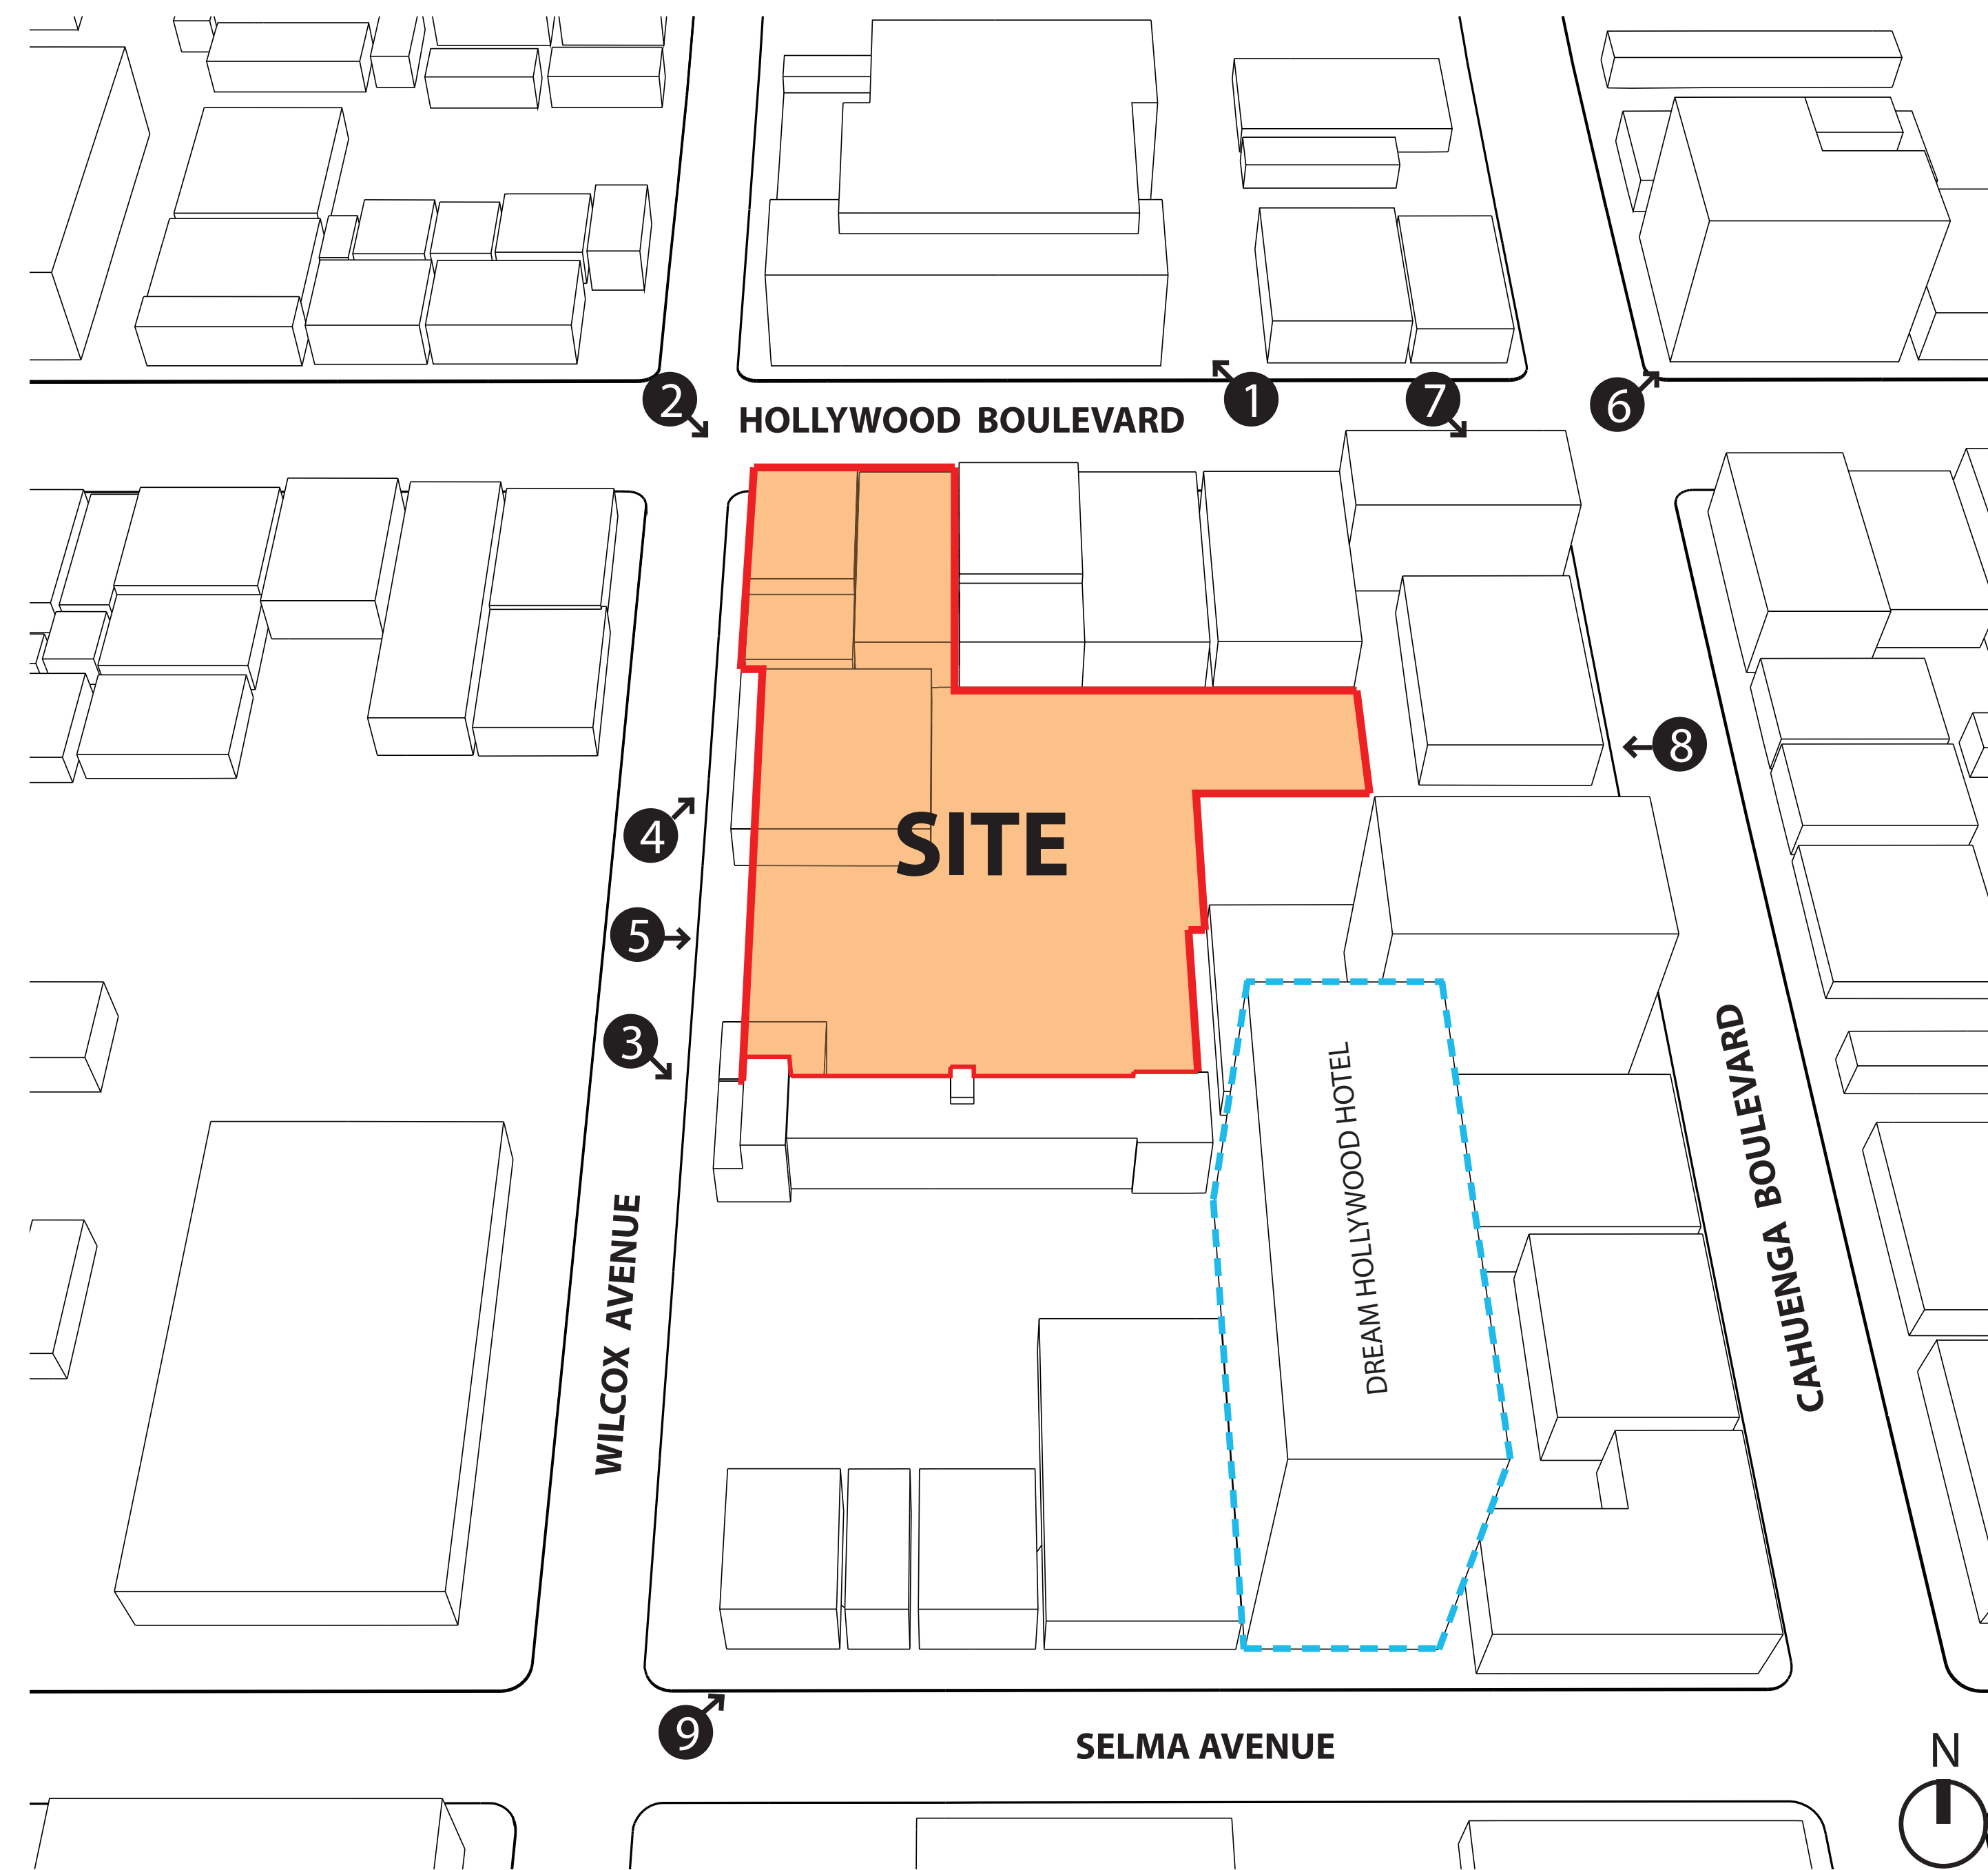 2
HOLLYWOOD BOULEVARD
1
7
6
8
4
SITE
5
3
DREAM HOLLYWOOD HOTEL
CAHUENGA BOULEVARD
WILCOX AVENUE
9
SELMA AVENUE
N